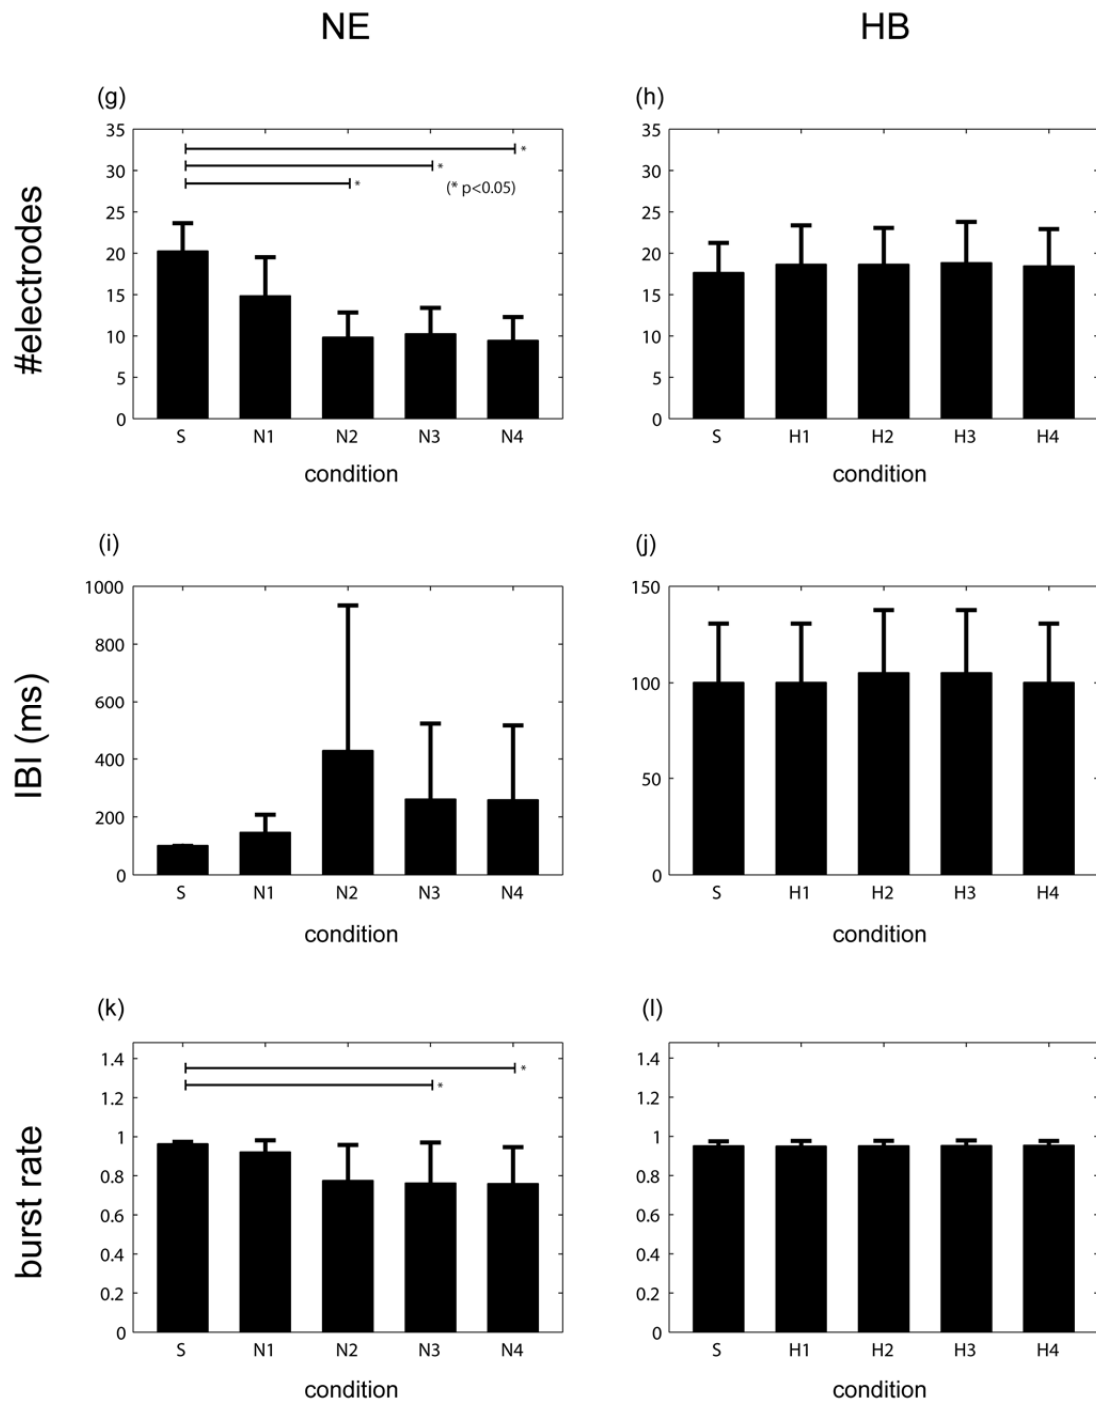 NE
HB
(g)
#electrodes
35
30
25
20
15
10
5
0
*
*
*
(* p<0.05)
S N1 N2 N3 N4
condition
(h)
35
30
25
20
15
10
5
0
S H1 H2 H3 H4
condition
(i)
IBI (ms)
1000
800
600
400
200
0
S N1 N2 N3 N4
condition
(j)
150
100
50
0
S H1 H2 H3 H4
condition
(k)
burst rate
1.4
1.2
1
0.8
0.6
0.4
0.2
0
*
*
S N1 N2 N3 N4
condition
(l)
1.4
1.2
1
0.8
0.6
0.4
0.2
0
S H1 H2 H3 H4
condition